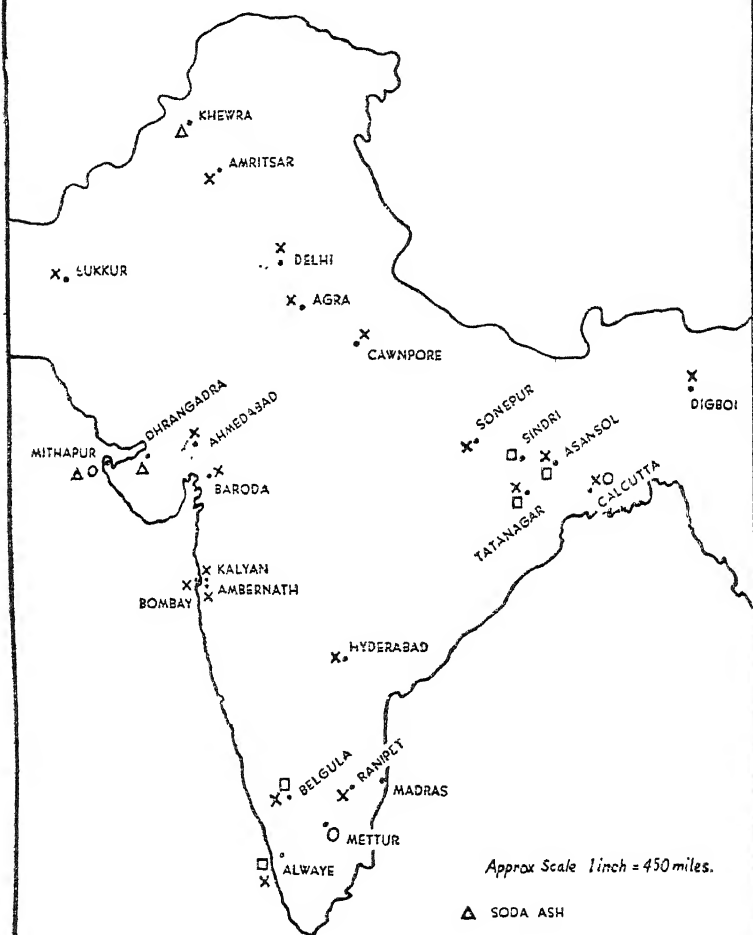 KHEWRA
AMRITSAR
DELHI
SUKKUR
AGRA
CAWNPORE
DIGBOI
DHRANGADRA
AHMEDABAD
SONEPUR
SINDRI
ASANSOL
MITHAPUR
BARODA
CALCUTTA
TATANAGAR
KALYAN
AMBERNATH
BOMBAY
HYDERABAD
BELGULA
RANIPET
MADRAS
METTUR
ALWAYE
Approx Scale 1 inch = 450 miles.
SODA ASH